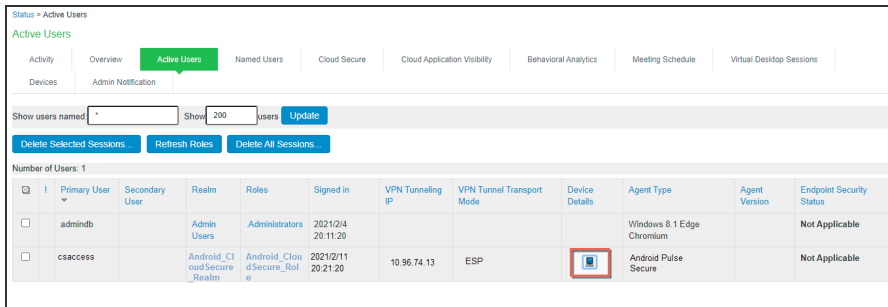 Status > Active Users
Active Users
Activity Overview Active Users Named Users Cloud Secure Cloud Application Visibility Behavioral Analytics Meeting Schedule Virtual Desktop Sessions
Devices Admin Notification
Show users named: * Show 200 users Update
Delete Selected Sessions... Refresh Roles Delete All Sessions...
Number of Users: 1
! Primary User Secondary User Realm Roles Signed in VPN Tunneling IP VPN Tunnel Transport Mode Device Details Agent Type Agent Version Endpoint Security Status
admindb Admin Users .Administrators 2021/2/4 20:11:20 Windows 8.1 Edge Chromium Not Applicable
csaccess Android_CloudSecure_Realm Android_CloudSecure_Role 2021/2/11 20:21:20 10.96.74.13 ESP Android Pulse Secure Not Applicable